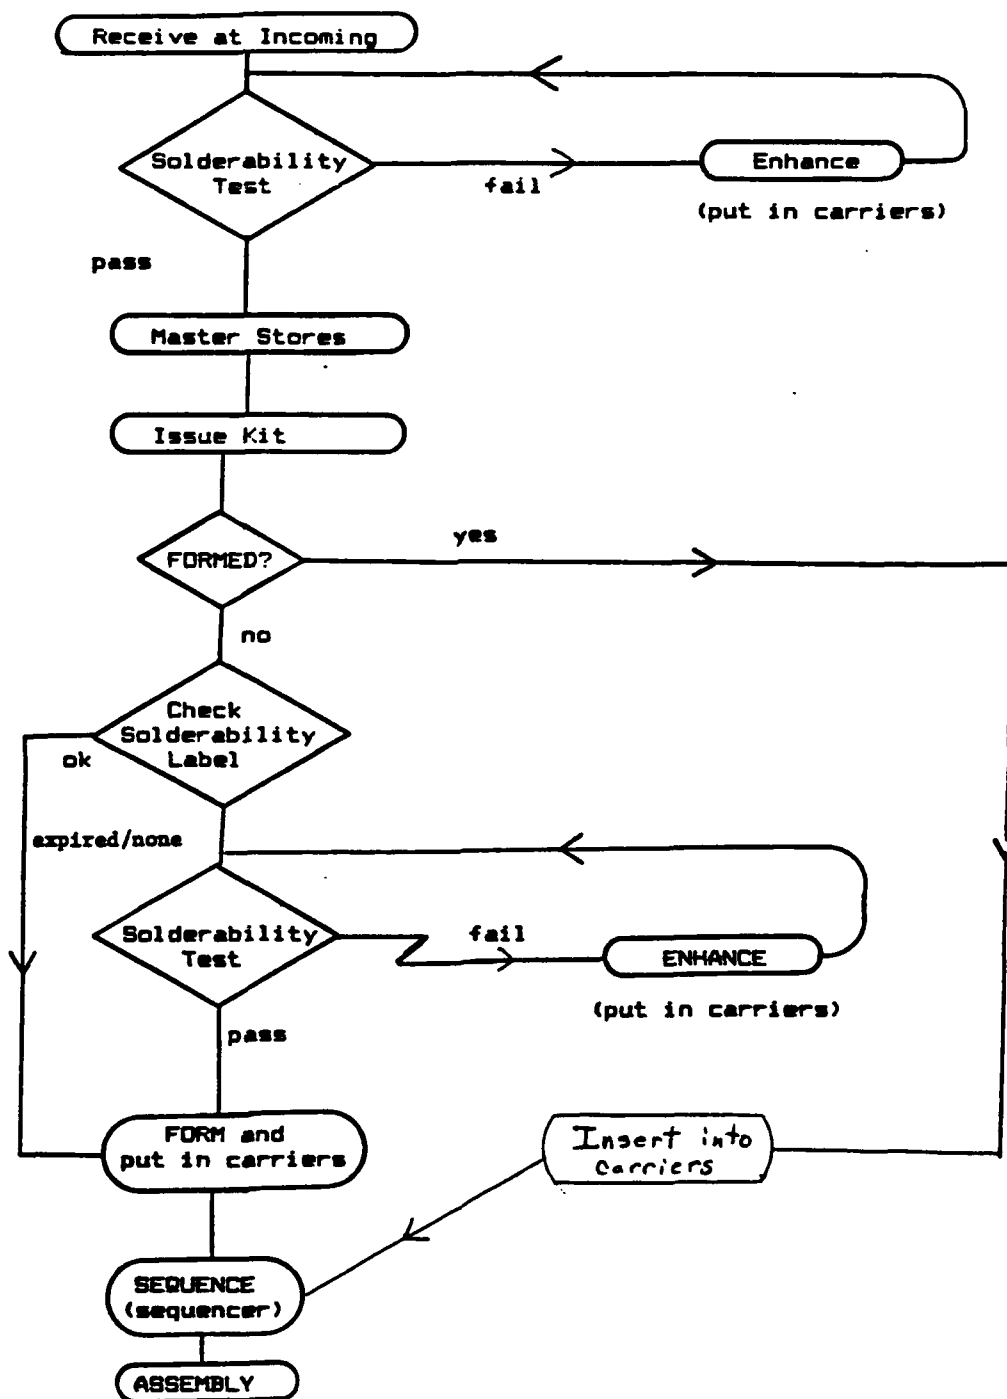 Receive at Incoming
Solderability
Test
fail
Enhance
(put in carriers)
pass
Master Stores
Issue Kit
FORMED?
yes
no
Check
Solderability
Label
ok
expired/none
Solderability
Test
fail
ENHANCE
(put in carriers)
pass
FORM and
put in carriers
Insert into
carriers
SEQUENCE
(sequencer)
ASSEMBLY